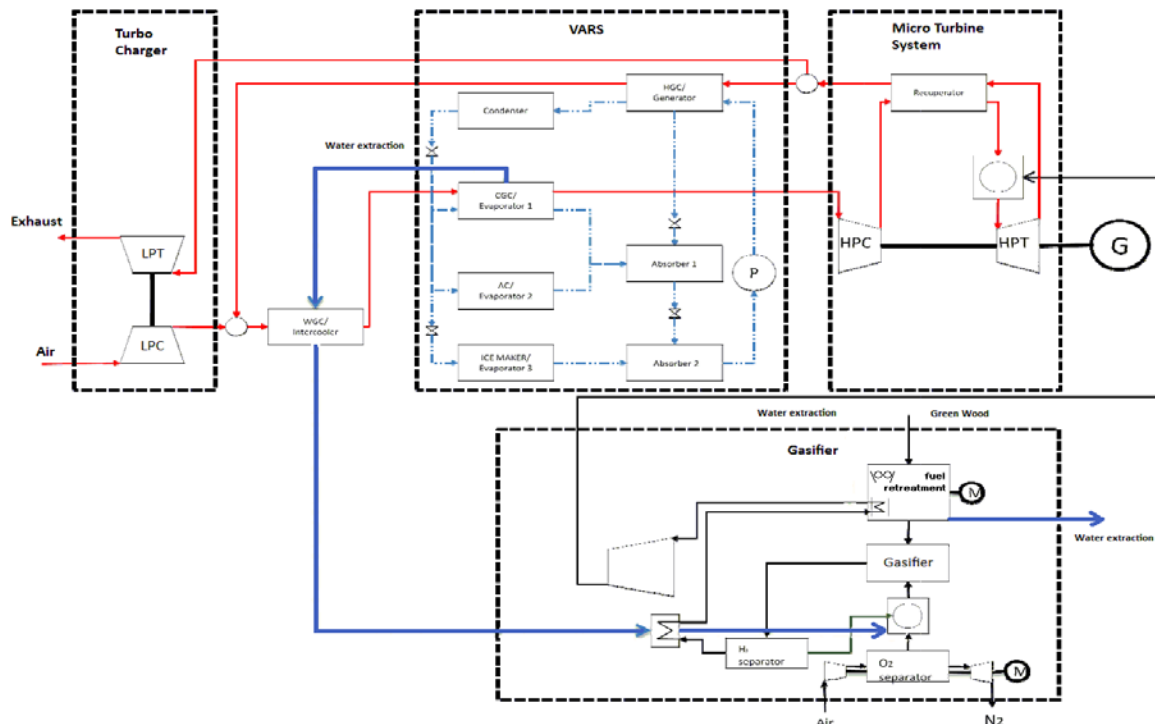 Turbo
Charger
VARS
Micro Turbine
System
HGC/
Generator
Recuperator
Condenser
Water extraction
CGC/
Evaporator 1
Exhaust
LPT
HPC
HPT
G
Absorber 1
P
AC/
Evaporator 2
WGC/
Intercooler
LPC
Air
ICE MAKER/
Evaporator 3
Absorber 2
Water extraction
Green Wood
Gasifier
fuel
retreatment
M
Water extraction
Gasifier
H₂
separator
O2
separator
M
Air
N2